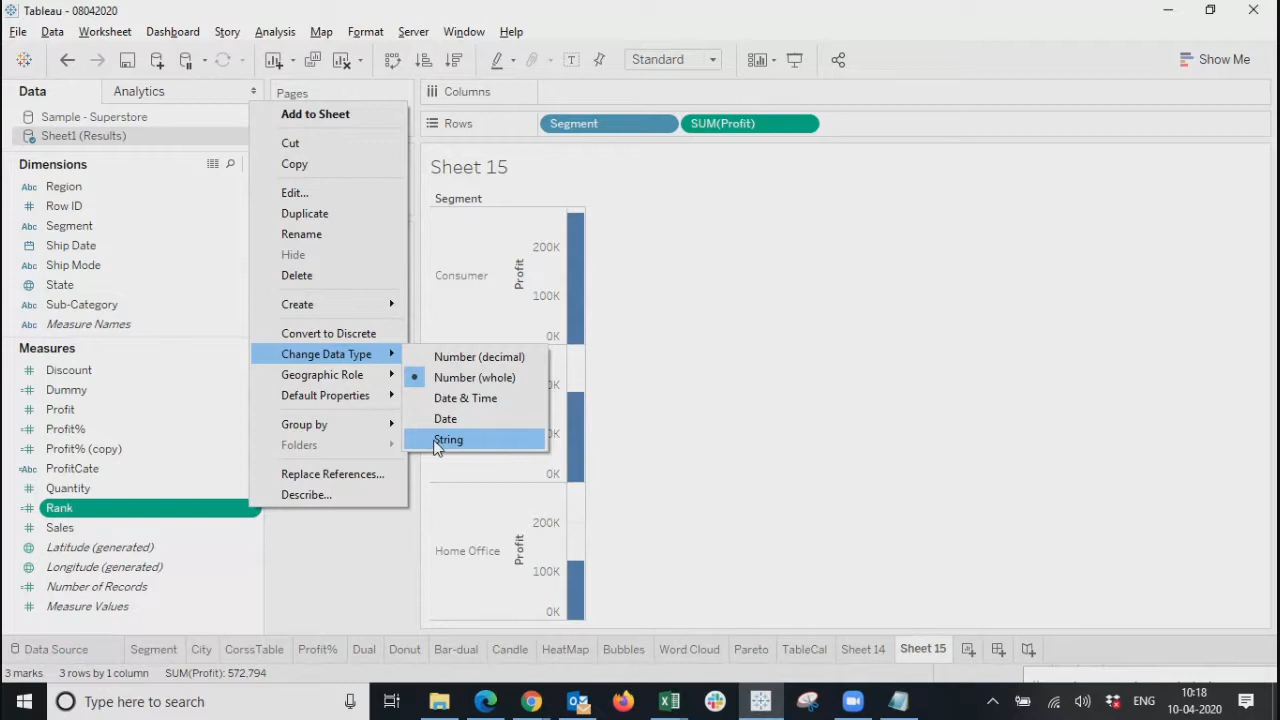 Tableau - 08042020
File Data Worksheet Dashboard Story Analysis Map Format Server Window Help
Standard
Show Me
Data
Analytics
Pages
Columns
Rows
Segment
SUM(Profit)
Sample - Superstore
Sheet1 (Results)
Dimensions
Abc Region
Row ID
Abc Segment
Ship Date
Abc Ship Mode
State
Abc Sub-Category
Abc Measure Names
Measures
Discount
Dummy
Profit
Profit%
Profit% (copy)
=Abc ProfitCate
Quantity
Rank
Sales
Latitude (generated)
Longitude (generated)
Number of Records
Measure Values
Add to Sheet
Cut
Copy
Edit...
Duplicate
Rename
Hide
Delete
Create
Convert to Discrete
Change Data Type
Geographic Role
Default Properties
Group by
Folders
Replace References...
Describe...
Number (decimal)
Number (whole)
Date & Time
Date
String
Sheet 15
Segment
Consumer
Profit
200K
100K
0K
0K
Home Office
Profit
200K
100K
0K
Data Source Segment City CorssTable Profit% Dual Donut Bar-dual Candle HeatMap Bubbles Word Cloud Pareto TableCal Sheet 14 Sheet 15
3 marks 3 rows by 1 column SUM(Profit): 572,794
Type here to search
ENG
10:18
10-04-2020